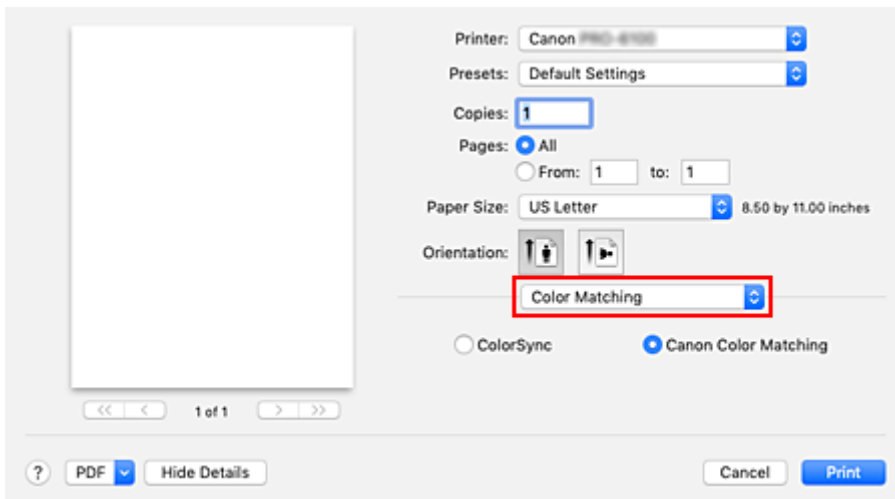 Printer: Canon
Presets: Default Settings
Copies: 1
Pages: All
From: 1 to: 1
Paper Size: US Letter 8.50 by 11.00 inches
Orientation:
Color Matching
ColorSync Canon Color Matching
<< < 1 of 1 > >>
? PDF Hide Details Cancel Print